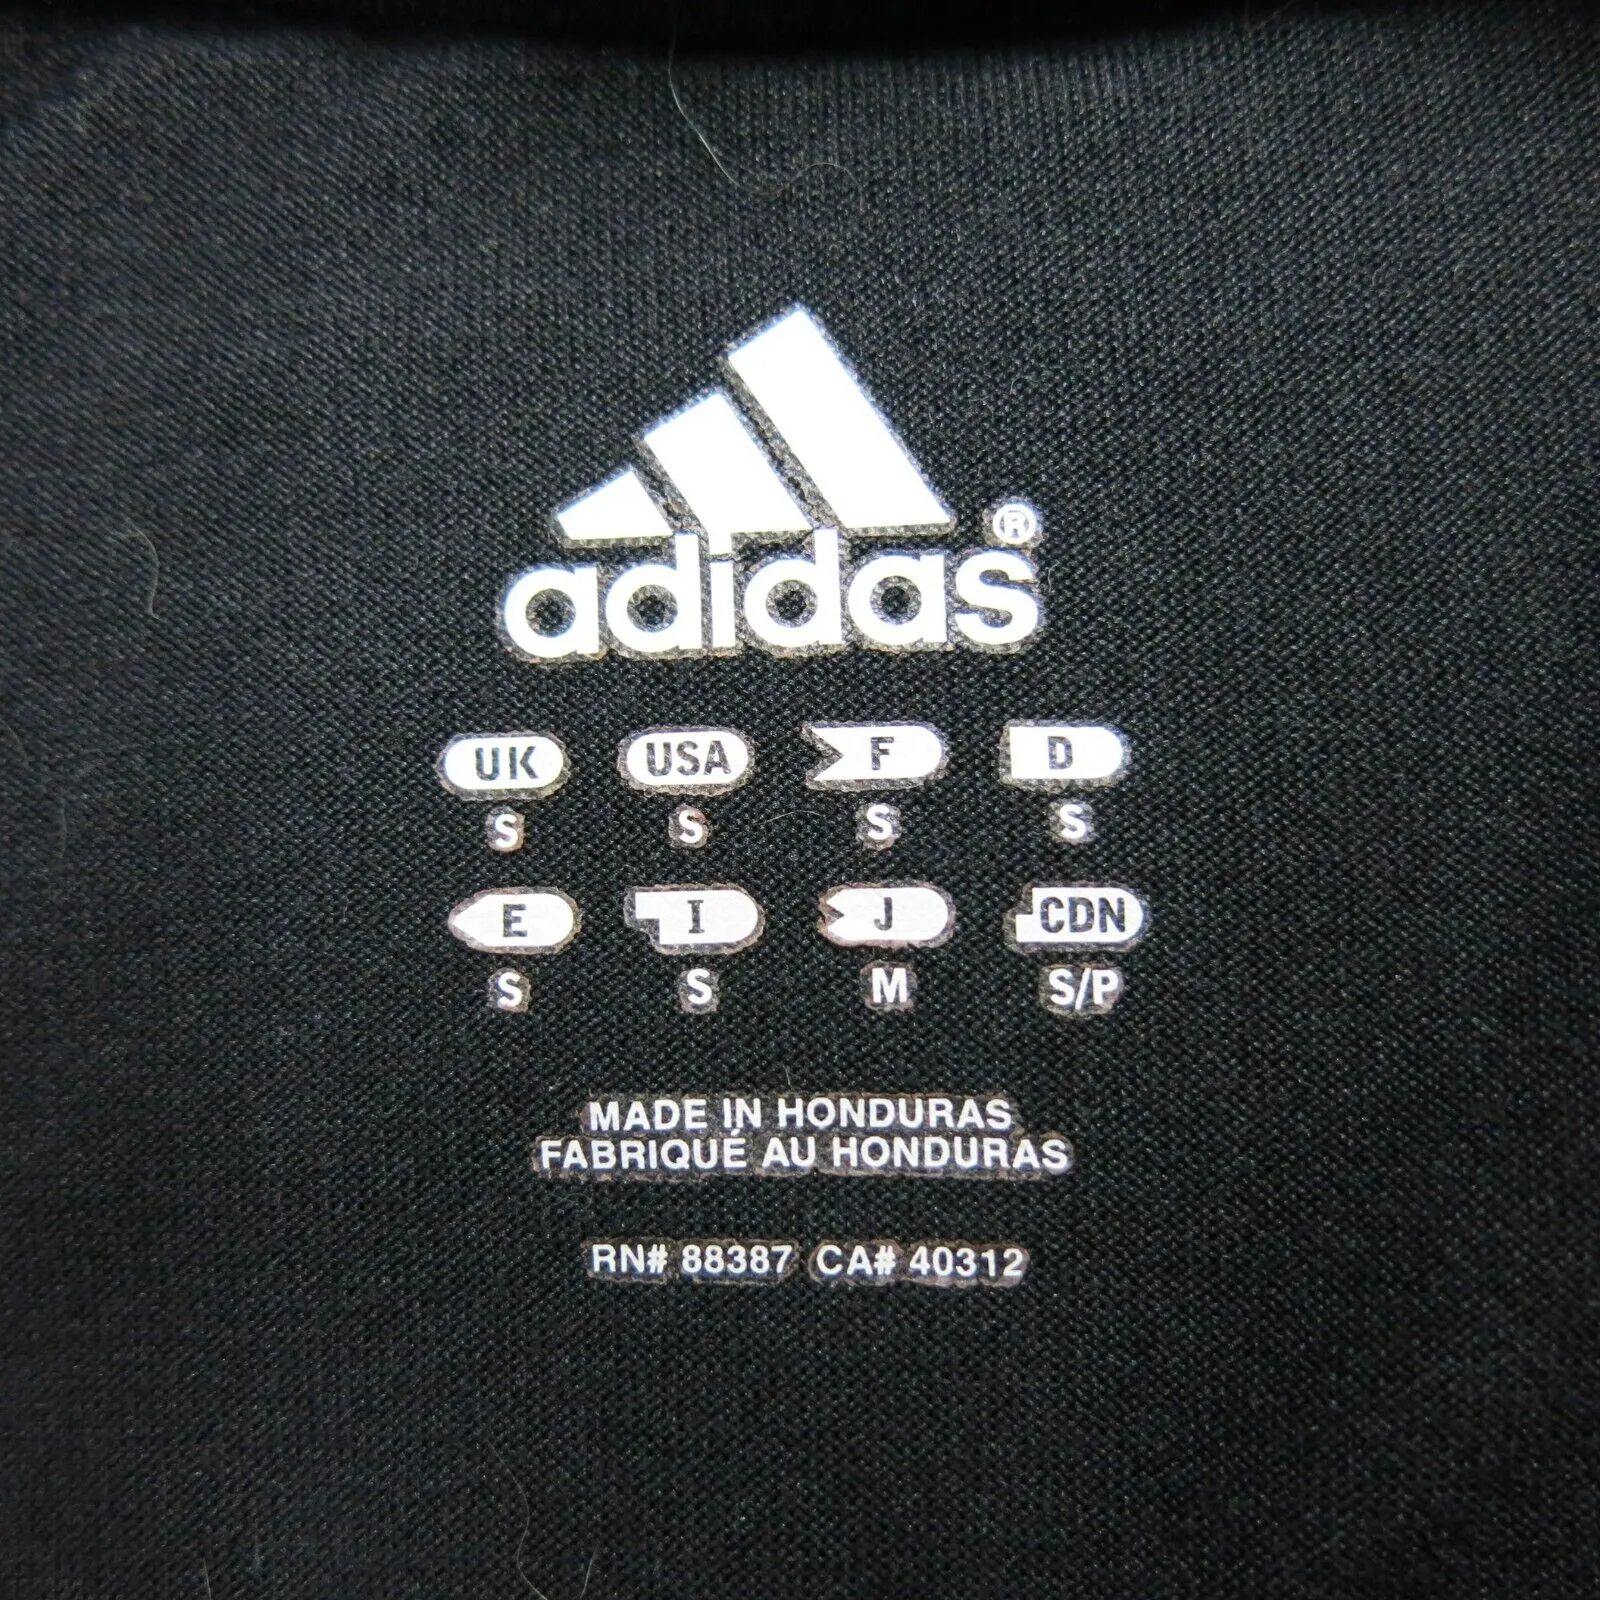 adidas®
UK USA F D
S S S S
E I J CDN
S S M S/P
MADE IN HONDURAS
FABRIQUÉ AU HONDURAS
RN# 88387 CA# 40312